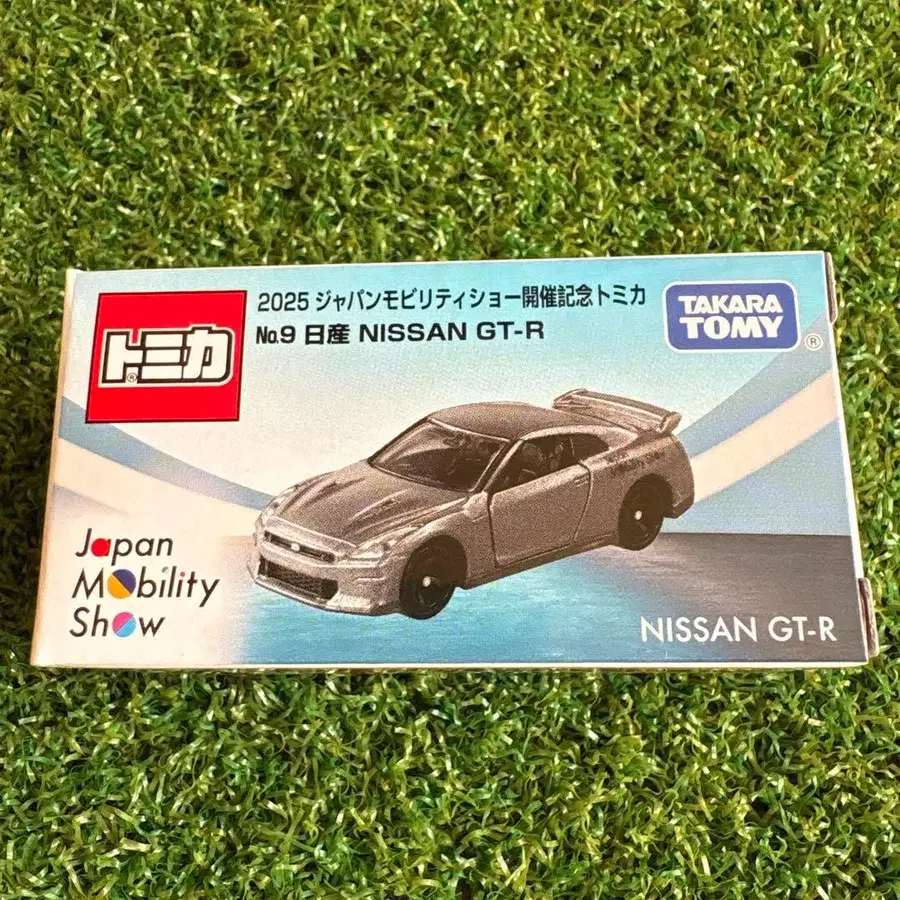 トミカ®
2025 ジャパンモビリティショー開催記念トミカ
No.9 日産 NISSAN GT-R
TAKARA
TOMY®
Japan
Mobility
Show
NISSAN GT-R